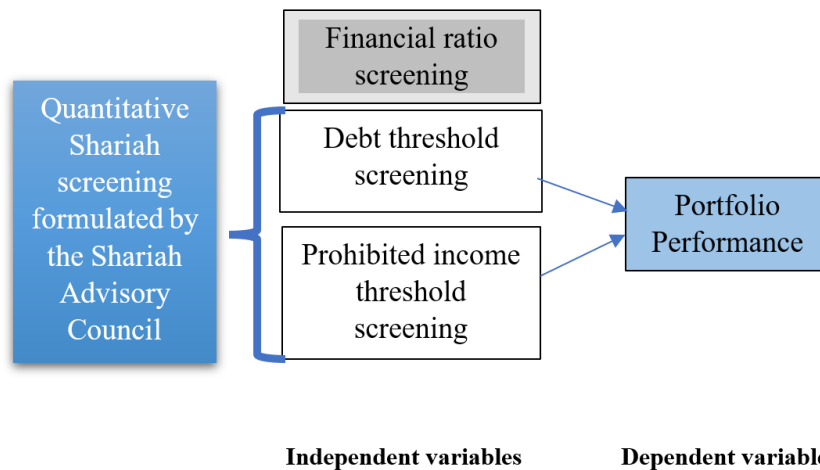 Financial ratio
screening
Quantitative
Shariah
screening
formulated by
the Shariah
Advisory
Council
Debt threshold
screening
Prohibited income
threshold
screening
Portfolio
Performance
Independent variables
Dependent variable